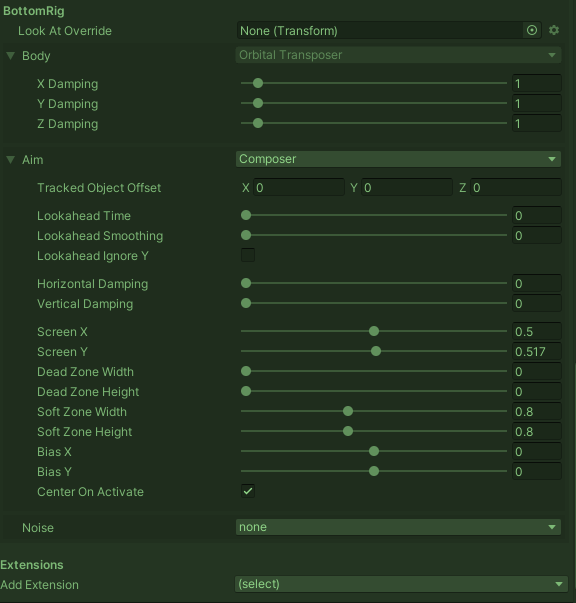 BottomRig
Look At Override None (Transform)
Body Orbital Transposer
X Damping 1
Y Damping 1
Z Damping 1
Aim Composer
Tracked Object Offset X 0 Y 0 Z 0
Lookahead Time 0
Lookahead Smoothing 0
Lookahead Ignore Y
Horizontal Damping 0
Vertical Damping 0
Screen X 0.5
Screen Y 0.517
Dead Zone Width 0
Dead Zone Height 0
Soft Zone Width 0.8
Soft Zone Height 0.8
Bias X 0
Bias Y 0
Center On Activate
Noise none
Extensions
Add Extension (select)